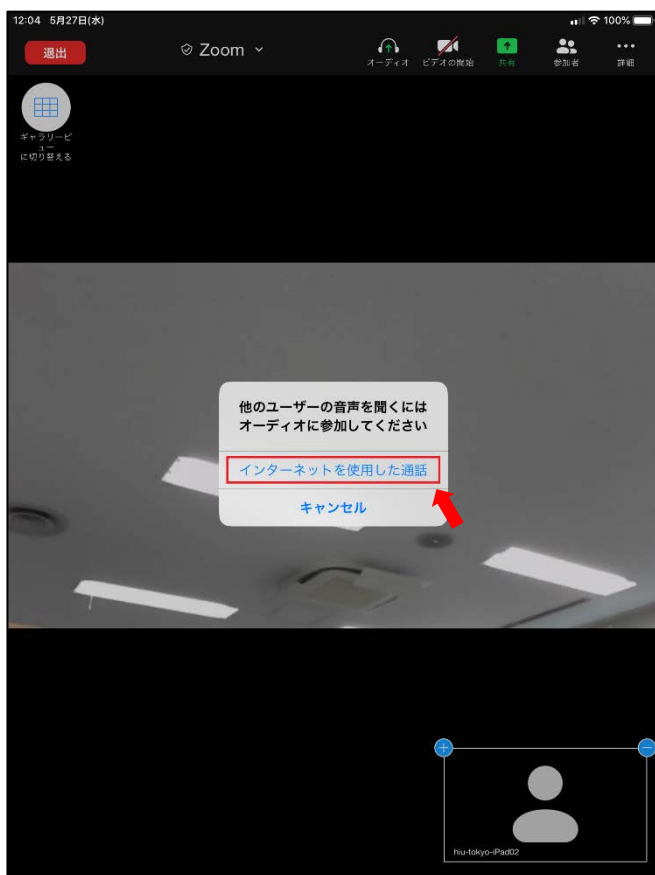 12:04 5月27日(水)
100%
退出
Zoom
オーディオ
ビデオの開始
共有
参加者
詳細
ギャラリービ
ュー
に切り替える
他のユーザーの音声を聞くには
オーディオに参加してください
インターネットを使用した通話
キャンセル
hiu-tokyo-iPad02